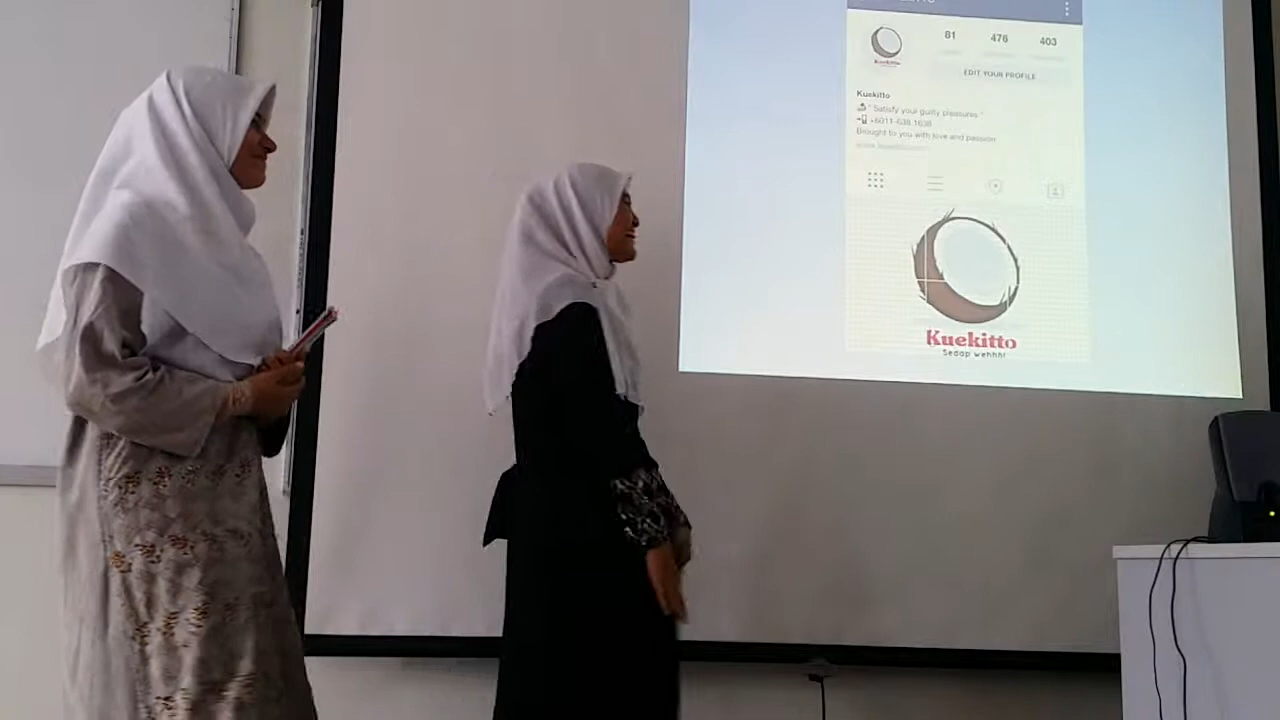 81 476 403
EDIT YOUR PROFILE
Kuekitto
Kuekitto
" Satisfy your guilty pleasures "
+6011-638 1638
Brought to you with love and passion
Kuekitto
Sedap wehhh!